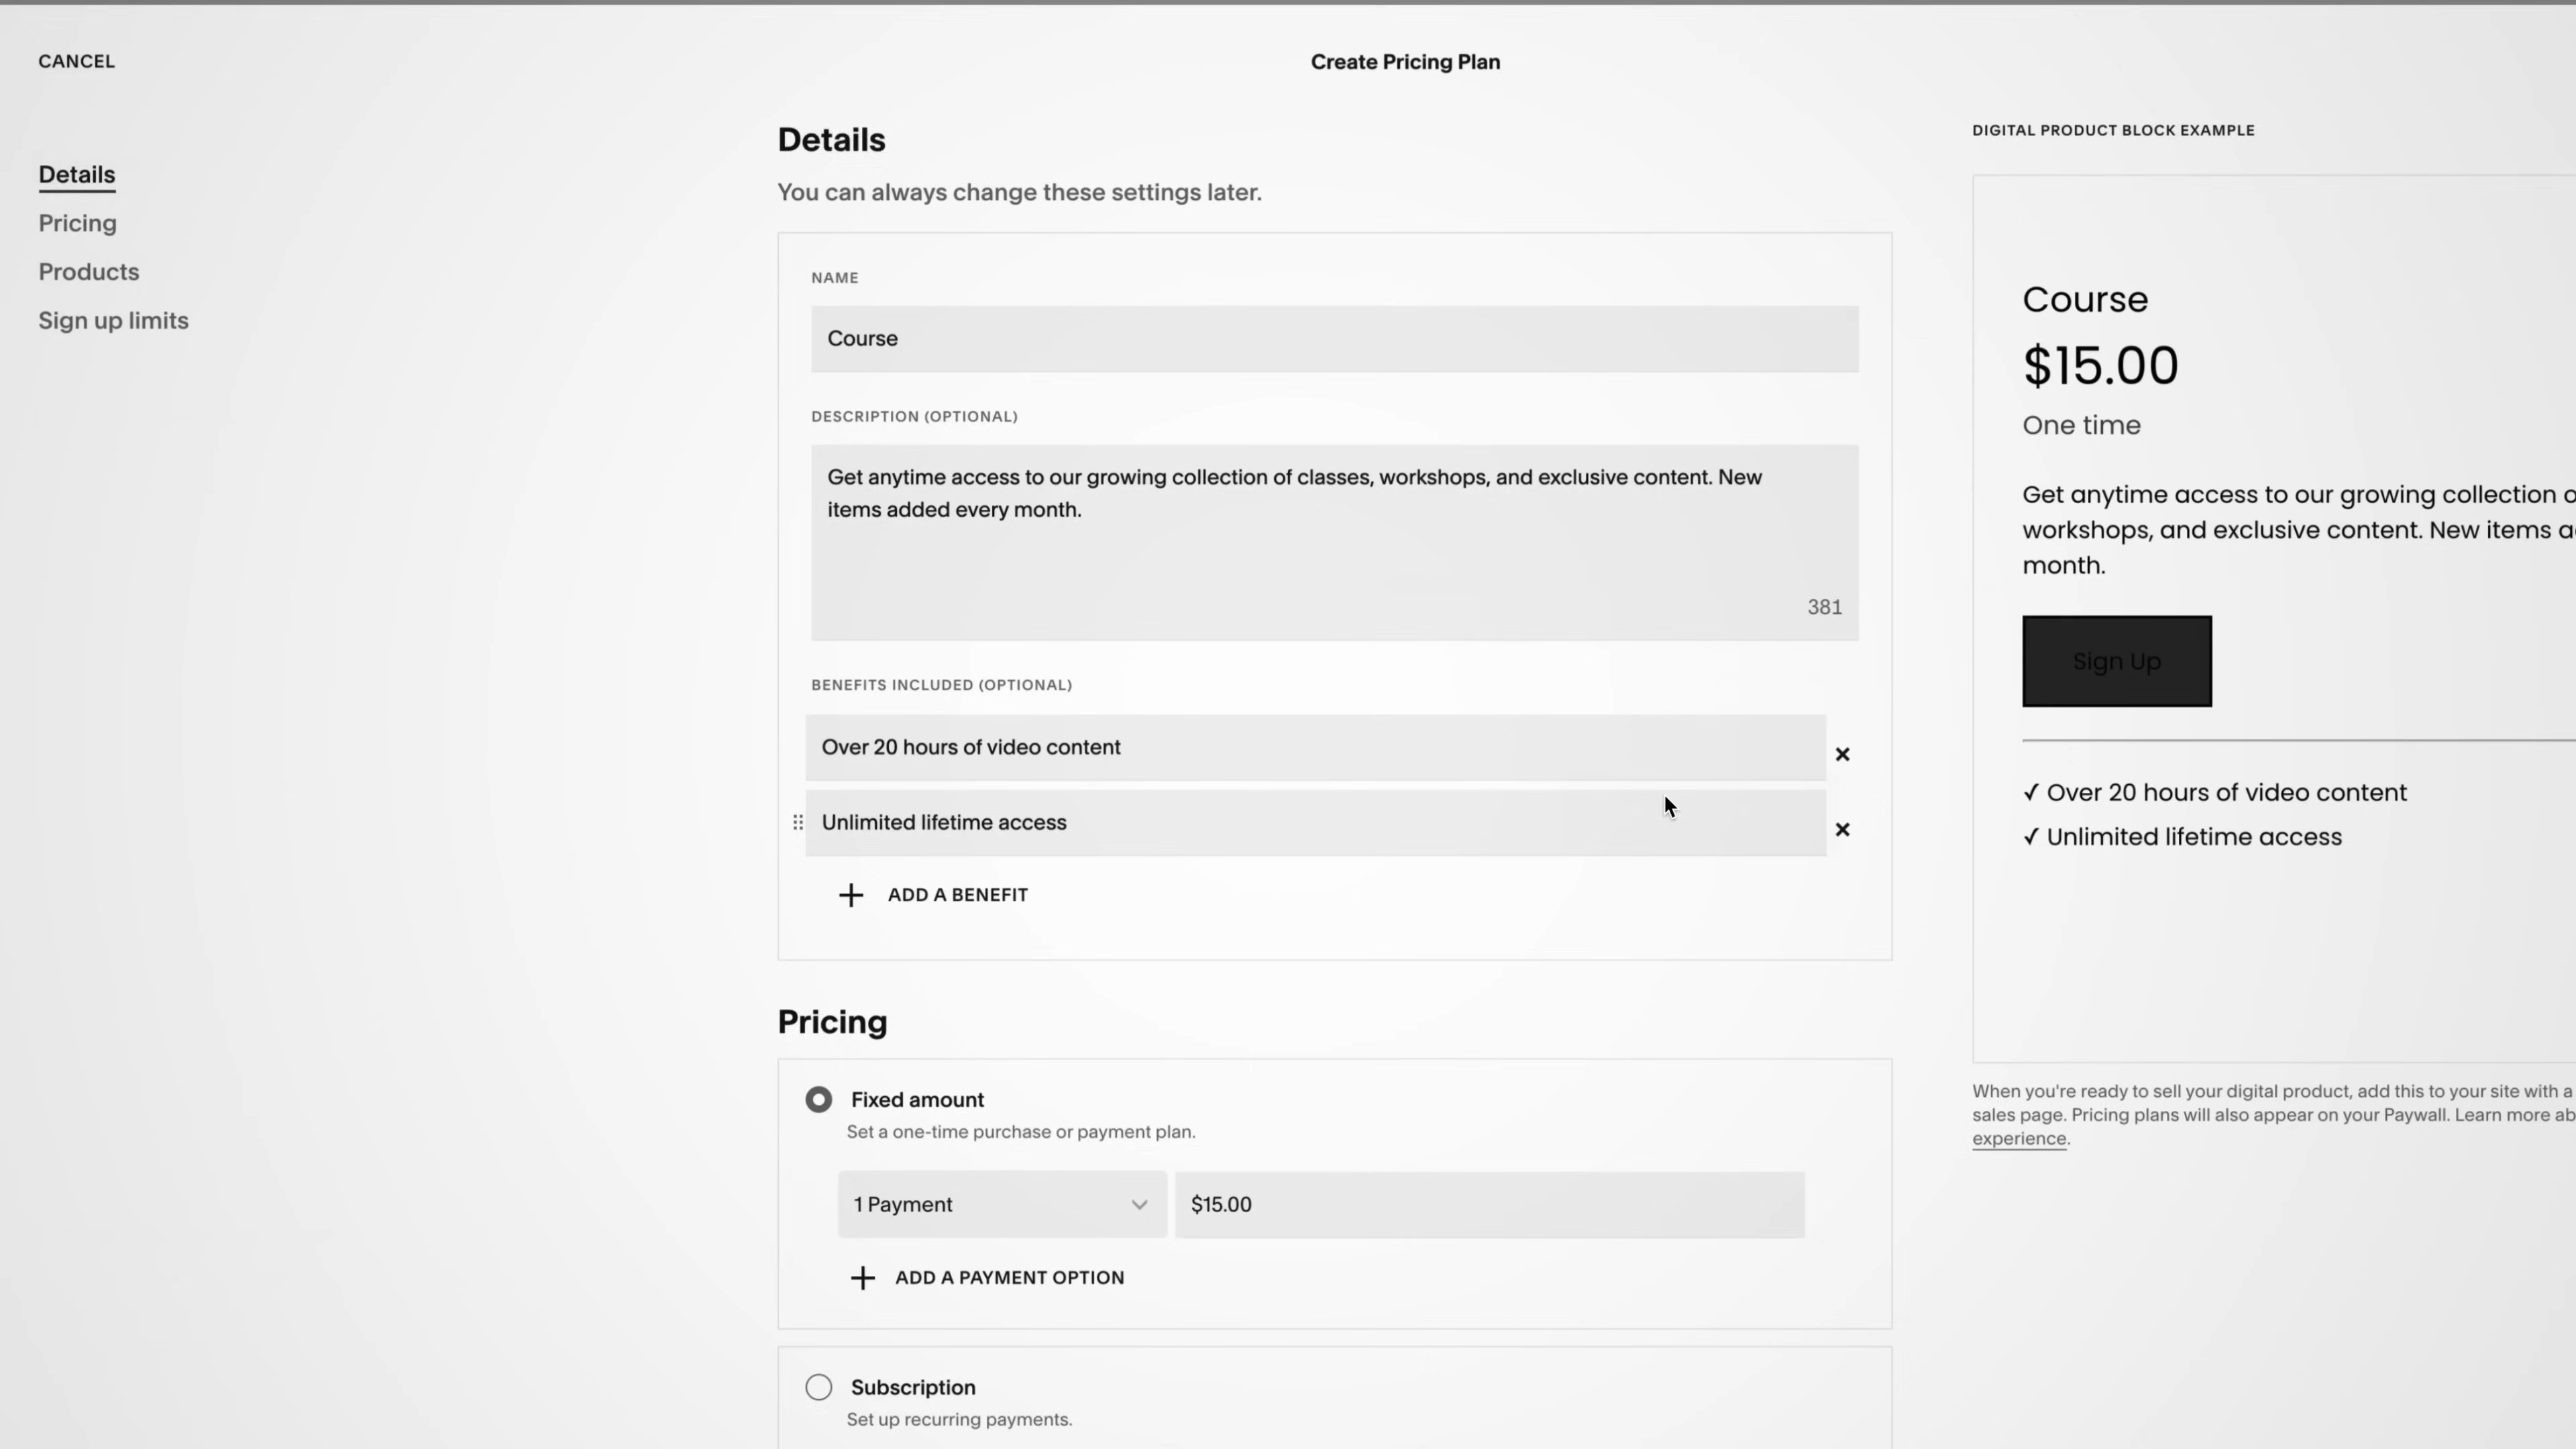 CANCEL
Create Pricing Plan
Details
Pricing
Products
Sign up limits
Details
You can always change these settings later.
NAME
Course
DESCRIPTION (OPTIONAL)
Get anytime access to our growing collection of classes, workshops, and exclusive content. New
items added every month.
381
BENEFITS INCLUDED (OPTIONAL)
Over 20 hours of video content
Unlimited lifetime access
ADD A BENEFIT
Pricing
Fixed amount
Set a one-time purchase or payment plan.
1 Payment
$15.00
ADD A PAYMENT OPTION
Subscription
Set up recurring payments.
DIGITAL PRODUCT BLOCK EXAMPLE
Course
$15.00
One time
Get anytime access to our growing collection
workshops, and exclusive content. New items
month.
Sign Up
✓ Over 20 hours of video content
✓ Unlimited lifetime access
When you're ready to sell your digital product, add this to your site with a
sales page. Pricing plans will also appear on your Paywall. Learn more
experience.